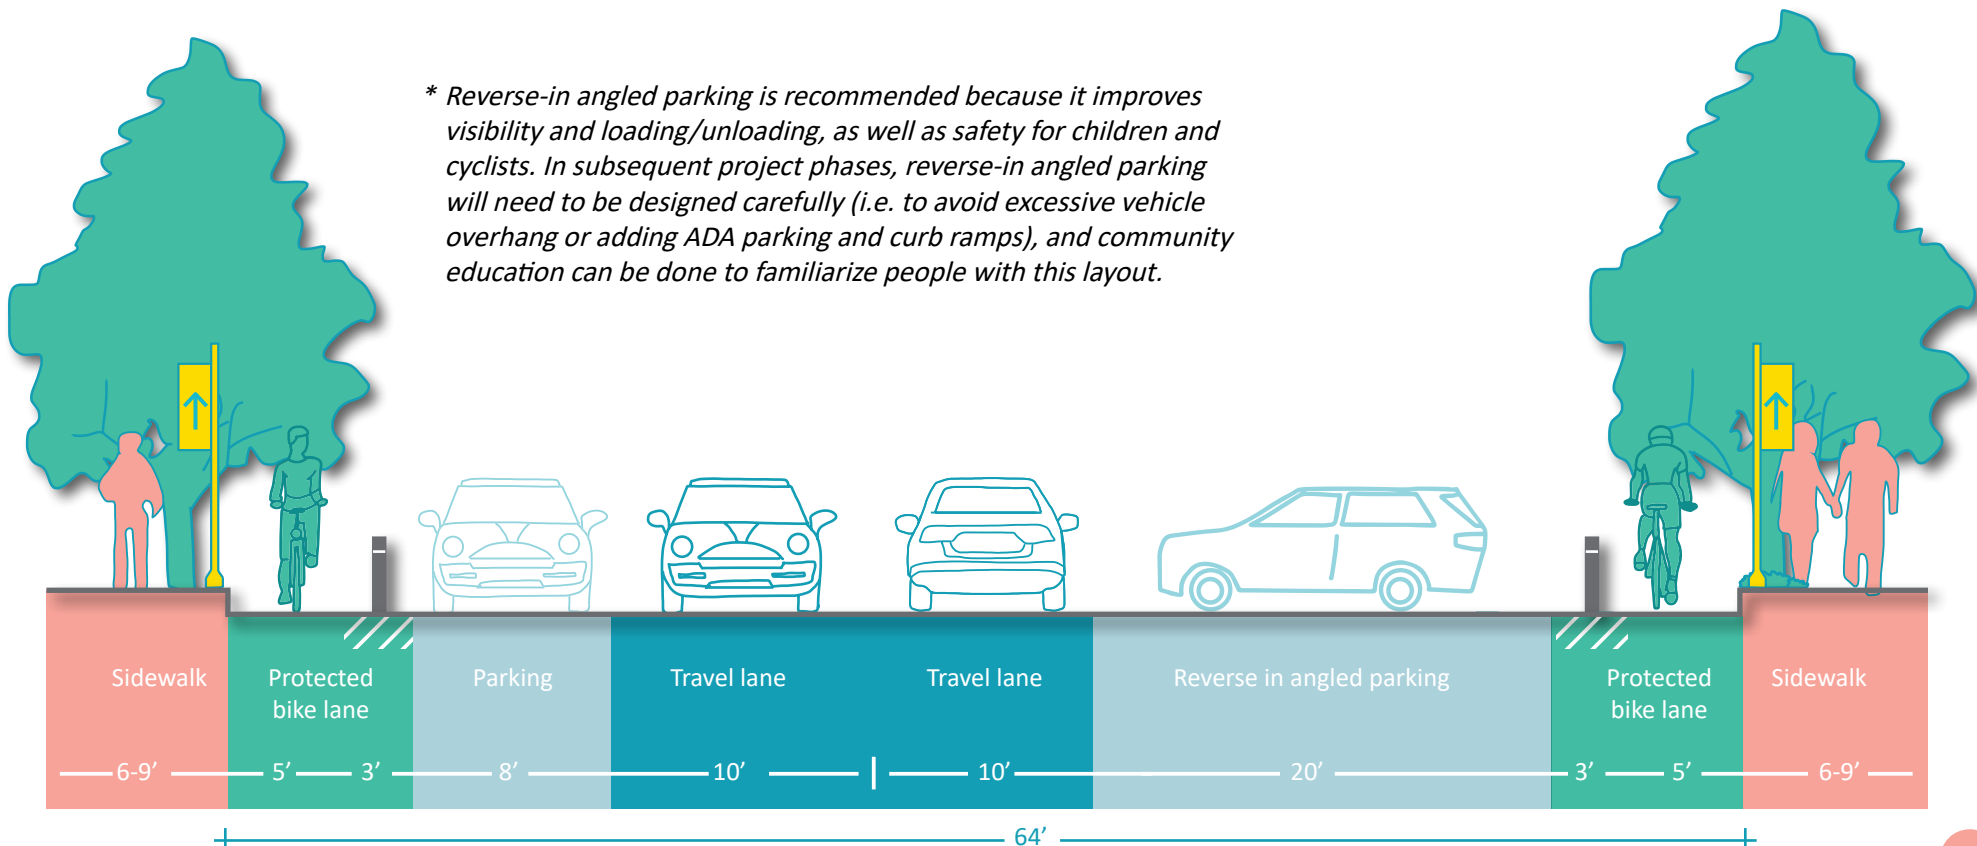 * Reverse-in angled parking is recommended because it improves
visibility and loading/unloading, as well as safety for children and
cyclists. In subsequent project phases, reverse-in angled parking
will need to be designed carefully (i.e. to avoid excessive vehicle
overhang or adding ADA parking and curb ramps), and community
education can be done to familiarize people with this layout.
Sidewalk
Protected
bike lane
Parking
Travel lane
Travel lane
Reverse in angled parking
Protected
bike lane
Sidewalk
6-9’
5’
3’
8’
10’
10’
20’
3’
5’
6-9’
64’